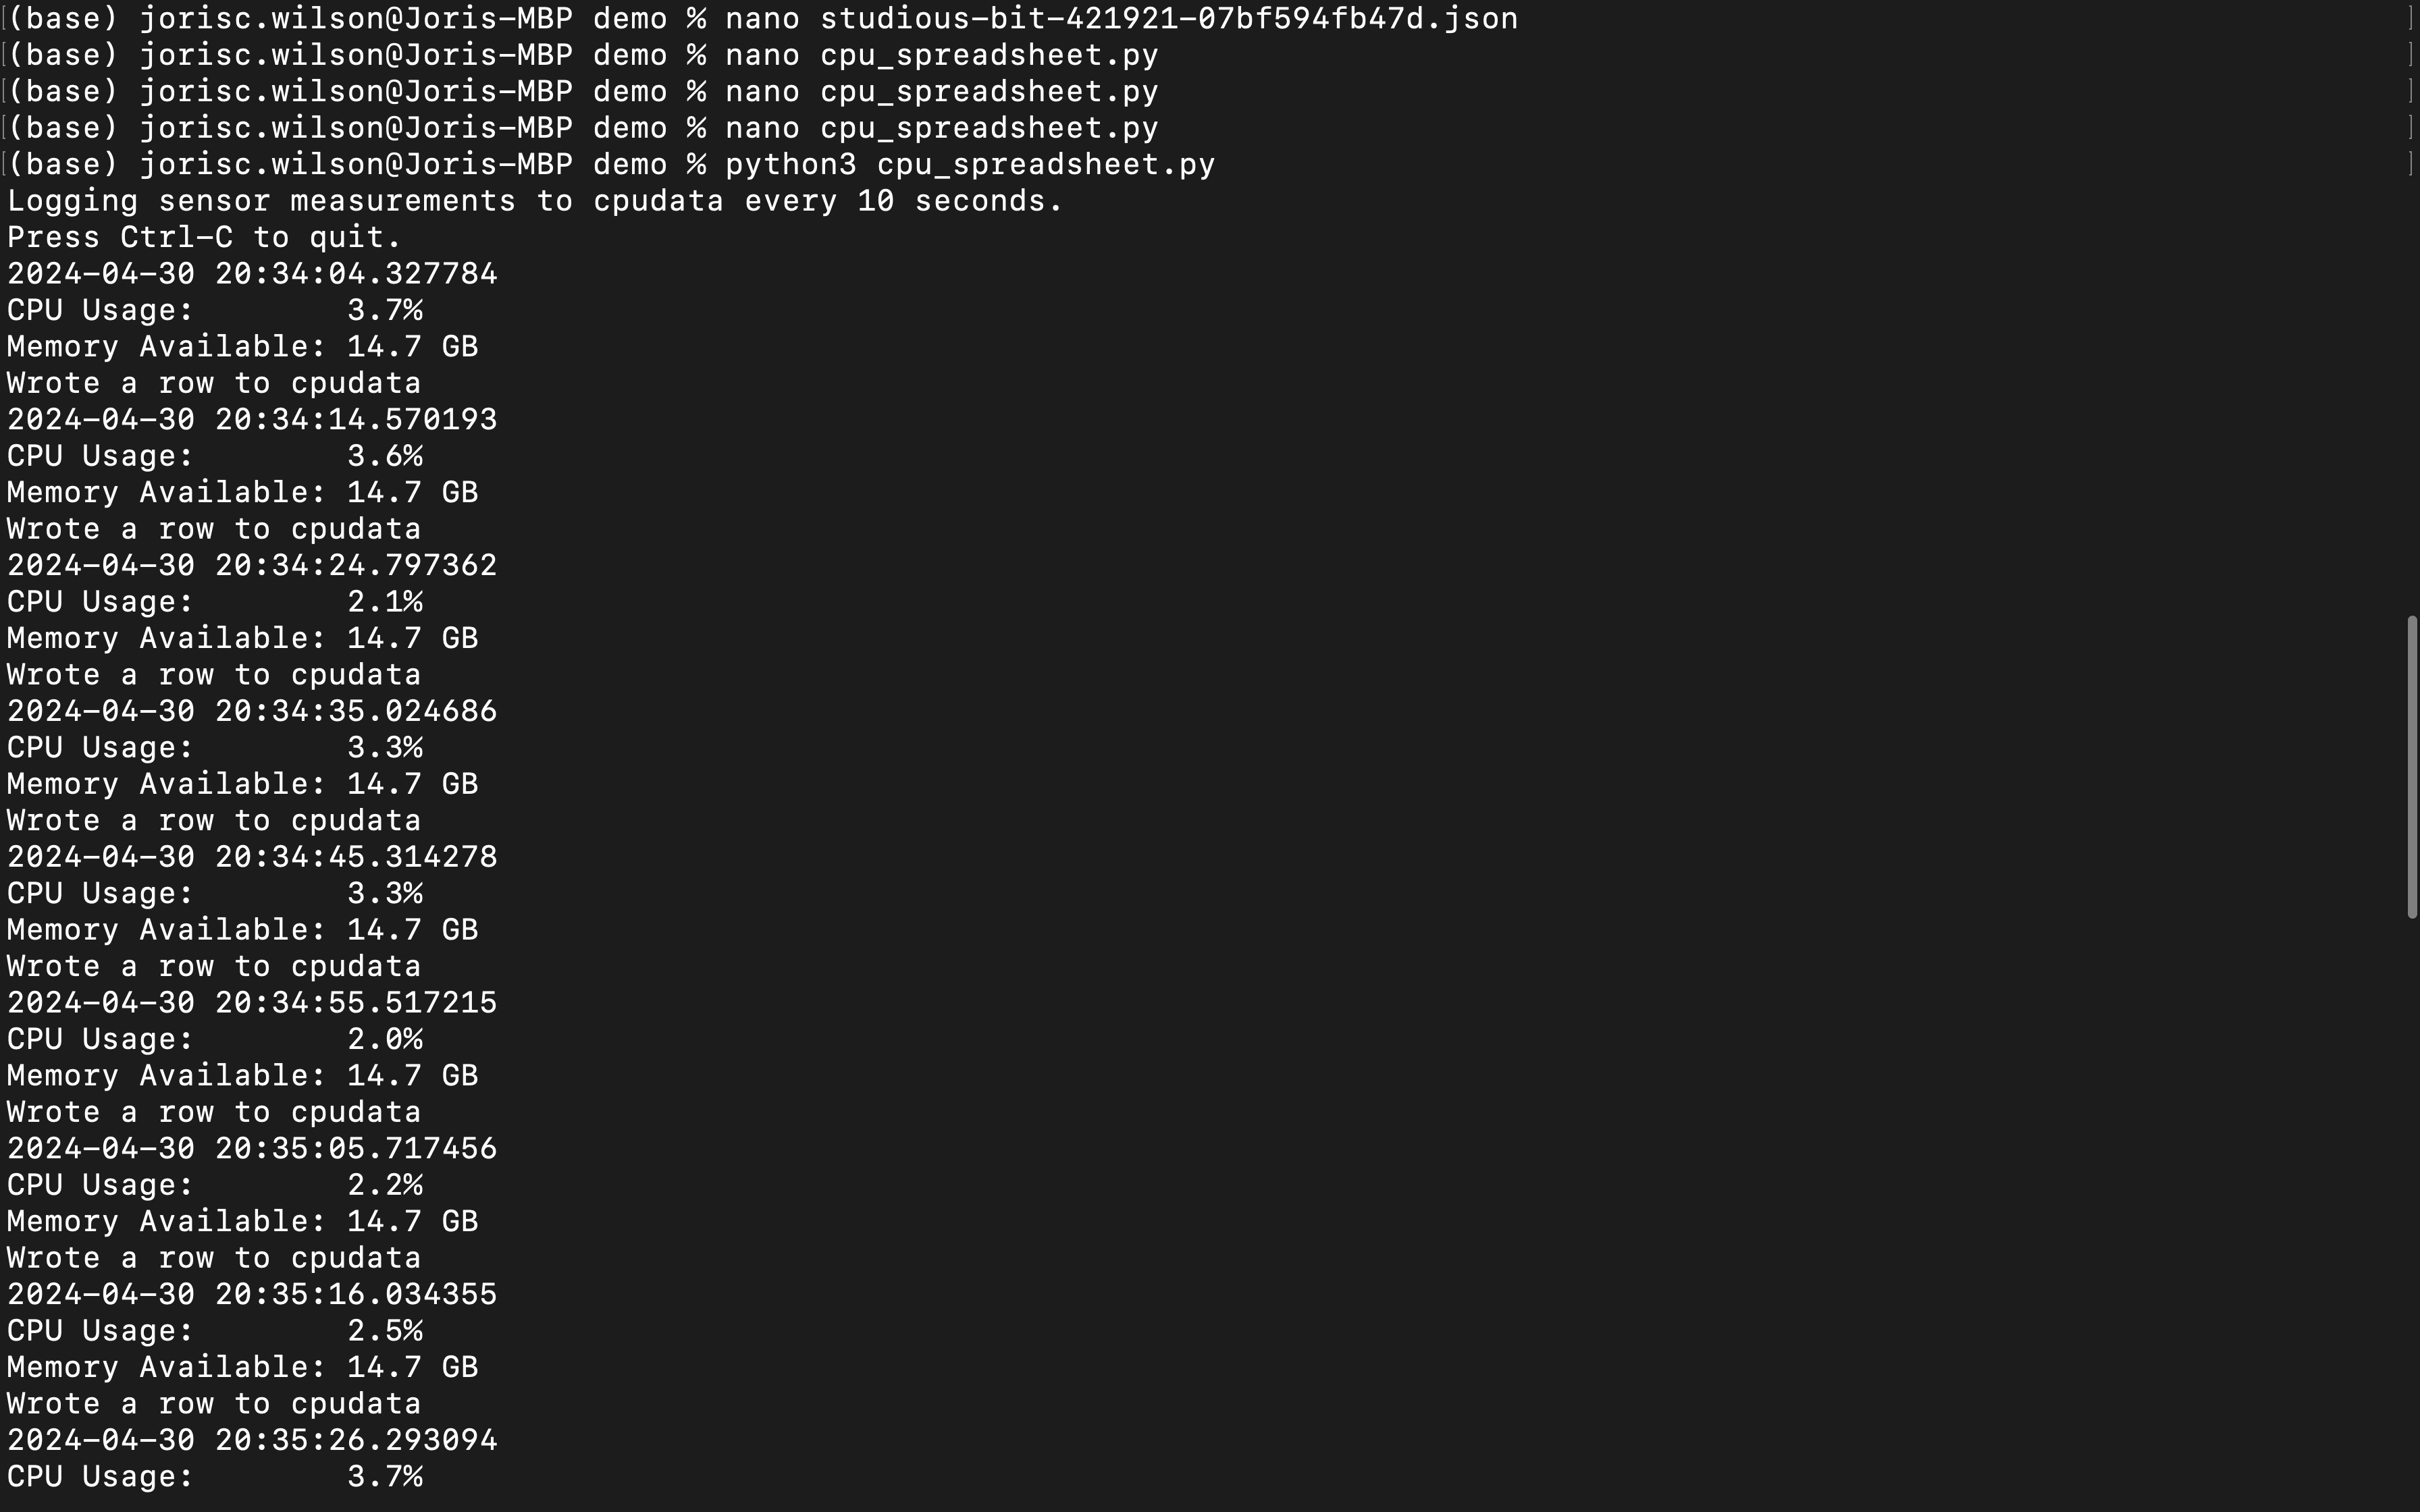 [(base) jorisc.wilson@Joris-MBP demo % nano studious-bit-421921-07bf594fb47d.json ]
[(base) jorisc.wilson@Joris-MBP demo % nano cpu_spreadsheet.py ]
[(base) jorisc.wilson@Joris-MBP demo % nano cpu_spreadsheet.py ]
[(base) jorisc.wilson@Joris-MBP demo % nano cpu_spreadsheet.py ]
[(base) jorisc.wilson@Joris-MBP demo % python3 cpu_spreadsheet.py ]
Logging sensor measurements to cpudata every 10 seconds.
Press Ctrl-C to quit.
2024-04-30 20:34:04.327784
CPU Usage:        3.7%
Memory Available: 14.7 GB
Wrote a row to cpudata
2024-04-30 20:34:14.570193
CPU Usage:        3.6%
Memory Available: 14.7 GB
Wrote a row to cpudata
2024-04-30 20:34:24.797362
CPU Usage:        2.1%
Memory Available: 14.7 GB
Wrote a row to cpudata
2024-04-30 20:34:35.024686
CPU Usage:        3.3%
Memory Available: 14.7 GB
Wrote a row to cpudata
2024-04-30 20:34:45.314278
CPU Usage:        3.3%
Memory Available: 14.7 GB
Wrote a row to cpudata
2024-04-30 20:34:55.517215
CPU Usage:        2.0%
Memory Available: 14.7 GB
Wrote a row to cpudata
2024-04-30 20:35:05.717456
CPU Usage:        2.2%
Memory Available: 14.7 GB
Wrote a row to cpudata
2024-04-30 20:35:16.034355
CPU Usage:        2.5%
Memory Available: 14.7 GB
Wrote a row to cpudata
2024-04-30 20:35:26.293094
CPU Usage:        3.7%